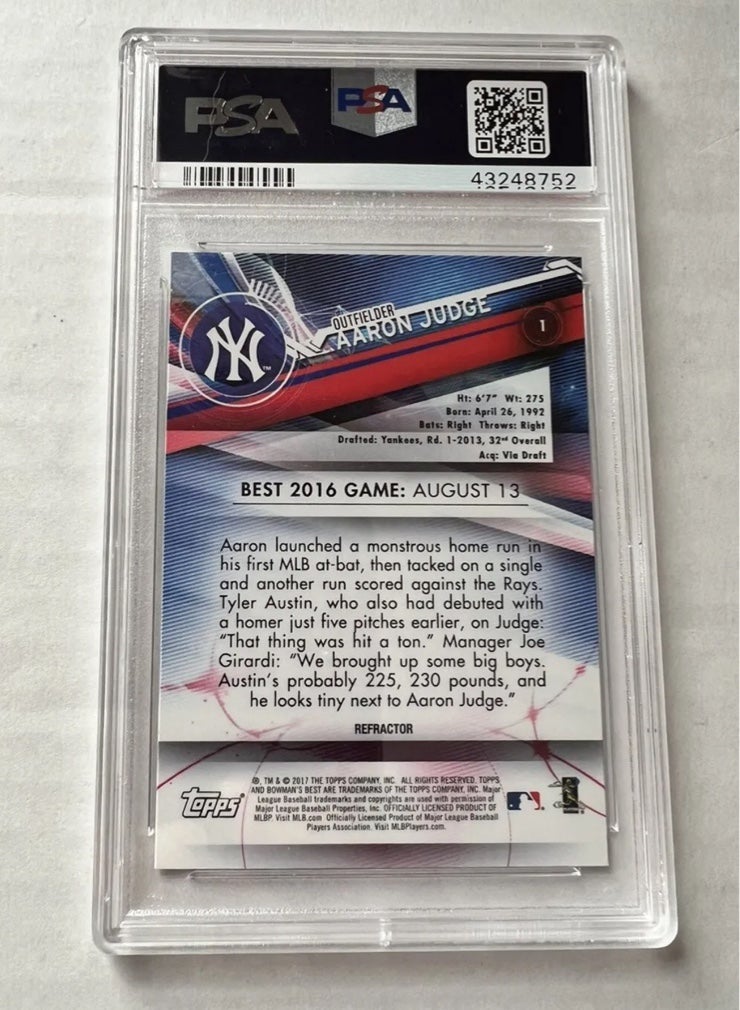 PSA PSA
43248752
NY
TM
OUTFIELDER
AARON JUDGE
1
Ht: 6'7" Wt: 275
Born: April 26, 1992
Bats: Right Throws: Right
Drafted: Yankees, Rd. 1-2013, 32nd Overall
Acq: Via Draft
BEST 2016 GAME: AUGUST 13
Aaron launched a monstrous home run in
his first MLB at-bat, then tacked on a single
and another run scored against the Rays.
Tyler Austin, who also had debuted with
a homer just five pitches earlier, on Judge:
"That thing was hit a ton." Manager Joe
Girardi: "We brought up some big boys.
Austin's probably 225, 230 pounds, and
he looks tiny next to Aaron Judge."
REFRACTOR
®, TM & © 2017 THE TOPPS COMPANY, INC. ALL RIGHTS RESERVED. TOPPS
AND BOWMAN'S BEST ARE TRADEMARKS OF THE TOPPS COMPANY, INC. Major
League Baseball trademarks and copyrights are used with permission of
Major League Baseball Properties, Inc. OFFICIALLY LICENSED PRODUCT OF
MLBP Visit MLB.com Officially Licensed Product of Major League Baseball
Players Association. Visit MLBPlayers.com.
Topps